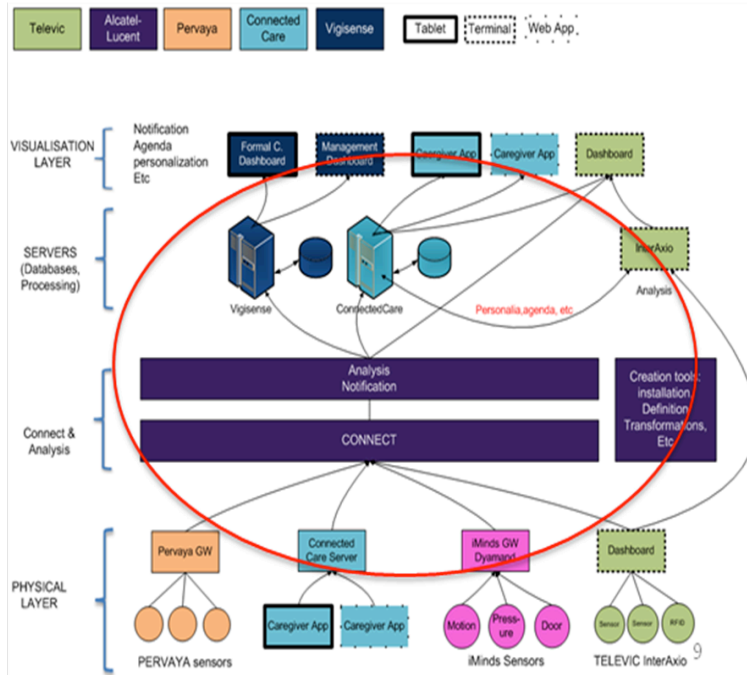 Televic
Alcatel-
Lucent
Pervaya
Connected
Care
Vigisense
Tablet
Terminal
Web App
VISUALISATION
LAYER
Notification
Agenda
personalization
Etc
Formal C.
Dashboard
Management
Dashboard
Caregiver App
Caregiver App
Dashboard
SERVERS
(Databases,
Processing)
Vigisense
ConnectedCare
InterAxio
Analysis
Personalia,agenda, etc
Connect &
Analysis
Analysis
Notification
CONNECT
Creation tools:
installation,
Definition
Transformations,
Etc
PHYSICAL
LAYER
Pervaya GW
Connected
Care Server
iMinds GW
Dyamand
Dashboard
Caregiver App
Caregiver App
Motion
Press-
ure
Door
Sensor
Sensor
RFID
PERVAYA sensors
iMinds Sensors
TELEVIC InterAxio
9